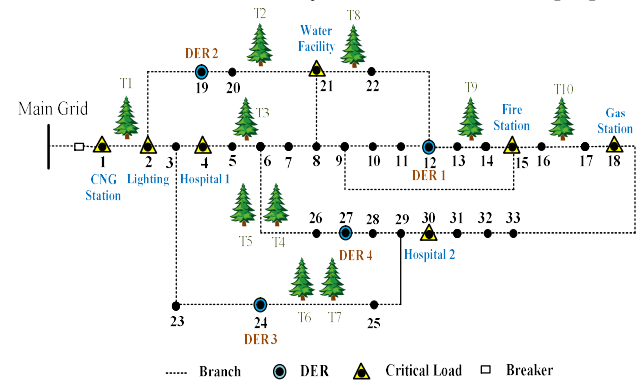 T2
T8
Water
Facility
DER 2
T1
19
20
21
22
Main Grid
T3
T9
Fire
Station
T10
Gas
Station
1
2
3
4
5
6
7
8
9
10
11
12
13
14
15
16
17
18
CNG
Station
Lighting
Hospital 1
DER 1
T5
T4
26
27
28
29
30
31
32
33
DER 4
Hospital 2
T6
T7
23
24
25
DER 3
Branch
DER
Critical Load
Breaker